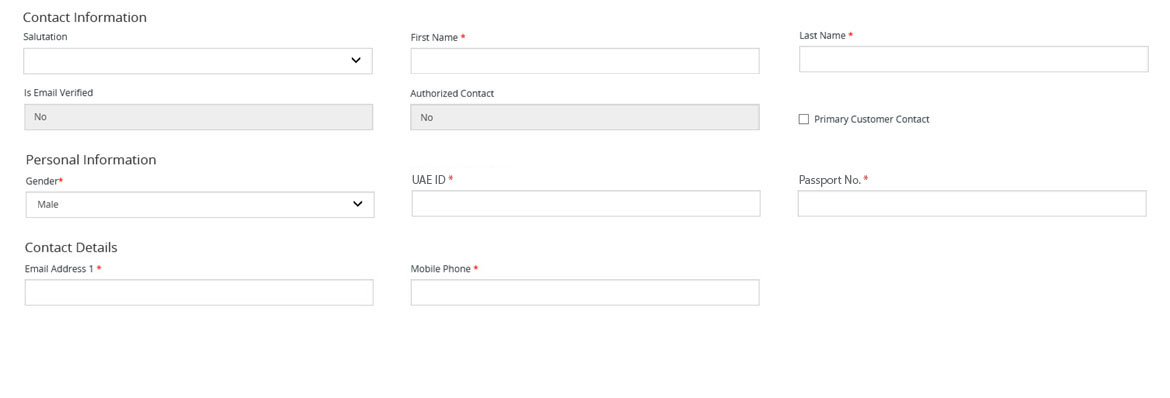 Contact Information
Salutation
First Name *
Last Name *
Is Email Verified
Authorized Contact
No
No
Primary Customer Contact
Personal Information
Gender*
UAE ID *
Passport No. *
Male
Contact Details
Email Address 1 *
Mobile Phone *